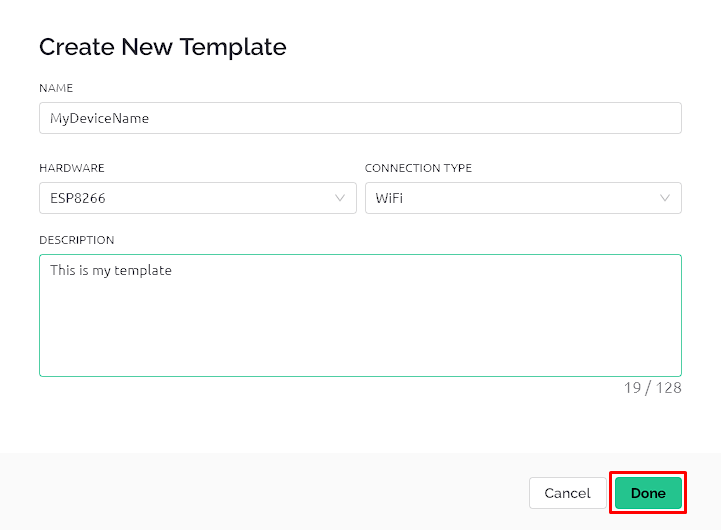 Create New Template
NAME
MyDeviceName
HARDWARE
CONNECTION TYPE
ESP8266
WiFi
DESCRIPTION
This is my template
19 / 128
Cancel
Done